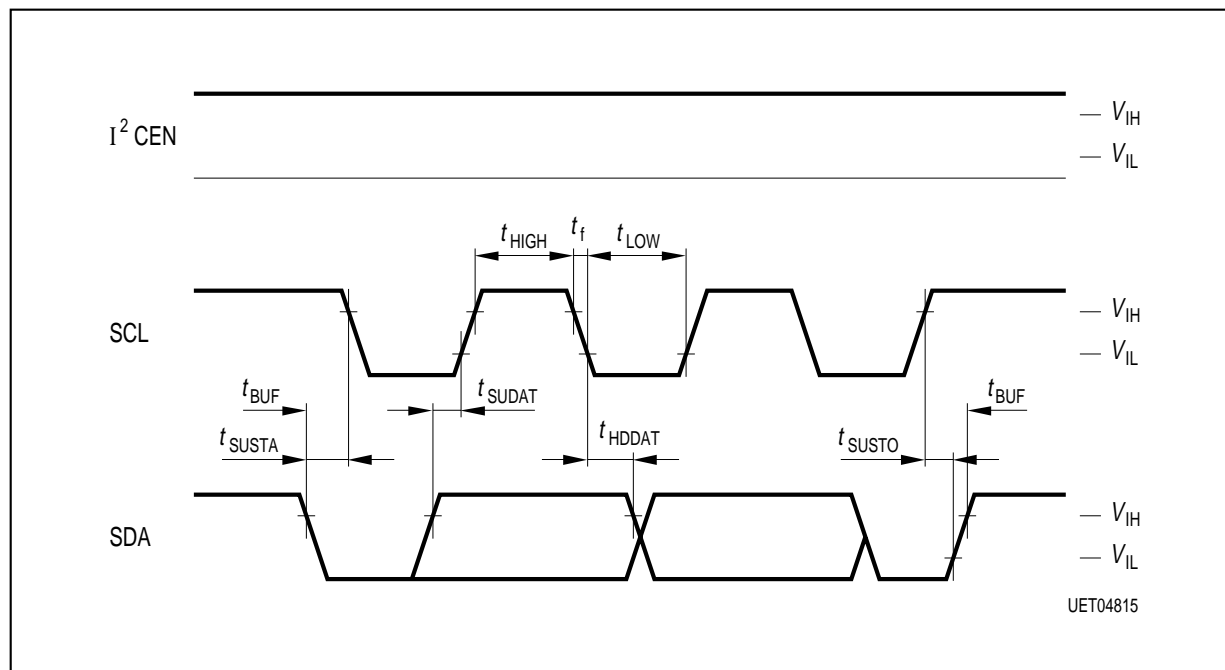 I² CEN
V_IH
V_IL
t_HIGH t_f t_LOW
SCL
V_IH
V_IL
t_BUF t_SUDAT t_BUF
t_SUSTA t_HDDAT t_SUSTO
SDA
V_IH
V_IL
UET04815